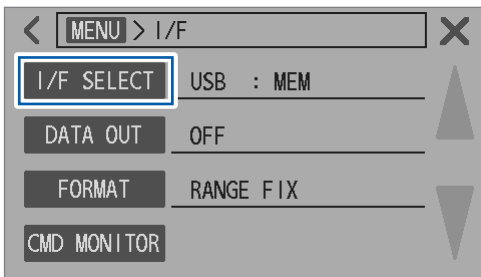 MENU > I/F
I/F SELECT USB : MEM
DATA OUT OFF
FORMAT RANGE FIX
CMD MONITOR